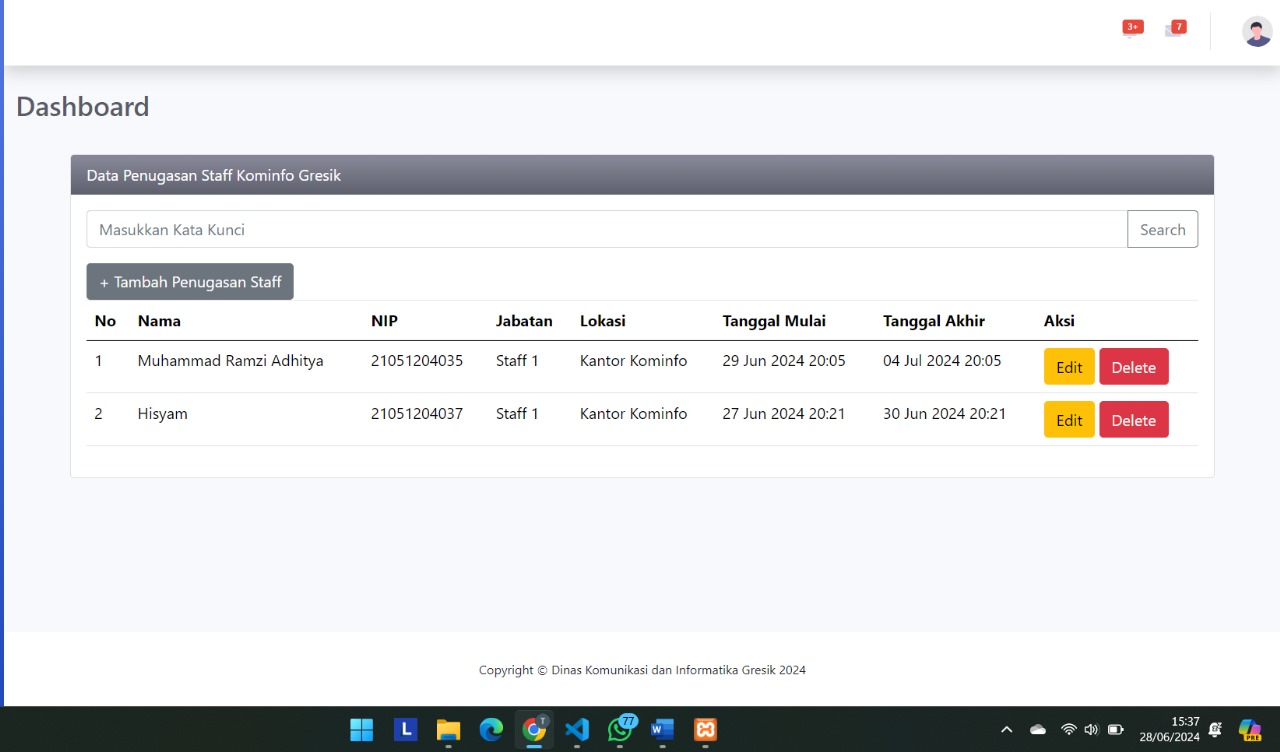 3+ 7
Dashboard
Data Penugasan Staff Kominfo Gresik
Masukkan Kata Kunci Search
+ Tambah Penugasan Staff
No Nama NIP Jabatan Lokasi Tanggal Mulai Tanggal Akhir Aksi
1 Muhammad Ramzi Adhitya 21051204035 Staff 1 Kantor Kominfo 29 Jun 2024 20:05 04 Jul 2024 20:05 Edit Delete
2 Hisyam 21051204037 Staff 1 Kantor Kominfo 27 Jun 2024 20:21 30 Jun 2024 20:21 Edit Delete
Copyright © Dinas Komunikasi dan Informatika Gresik 2024
L T 77 W 15:37
28/06/2024 PRE